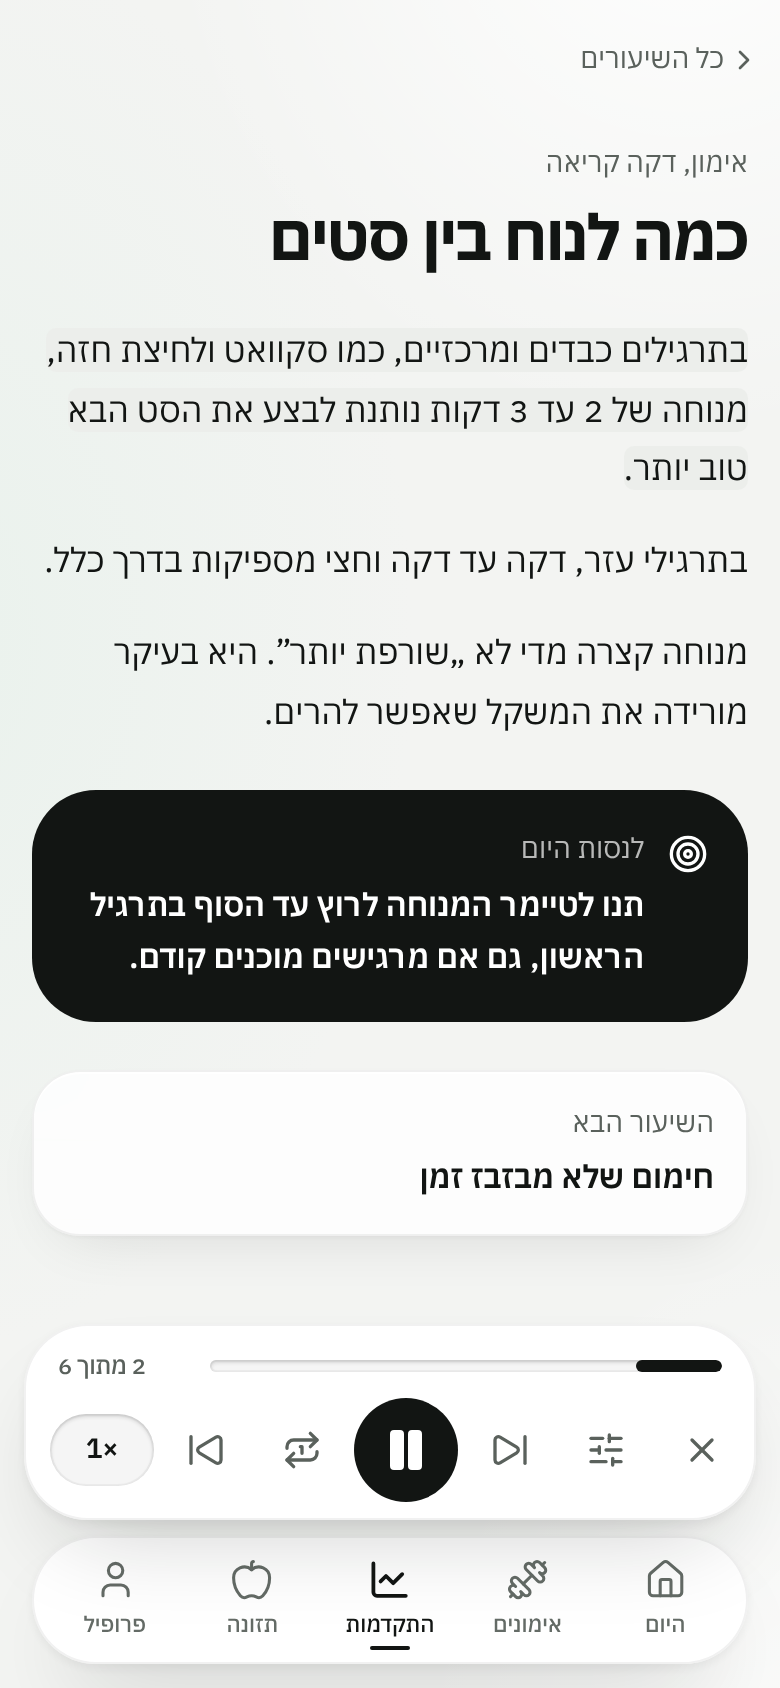 כל השיעורים
אימון, דקה קריאה
כמה לנוח בין סטים
בתרגילים כבדים ומרכזיים, כמו סקוואט ולחיצת חזה,
מנוחה של 2 עד 3 דקות נותנת לבצע את הסט הבא
טוב יותר.
בתרגילי עזר, דקה עד דקה וחצי מספיקות בדרך כלל.
מנוחה קצרה מדי לא „שורפת יותר”. היא בעיקר
מורידה את המשקל שאפשר להרים.
לנסות היום
תנו לטיימר המנוחה לרוץ עד הסוף בתרגיל
הראשון, גם אם מרגישים מוכנים קודם.
השיעור הבא
חימום שלא מבזבז זמן
2 מתוך 6
1×
1
היום
אימונים
התקדמות
תזונה
פרופיל